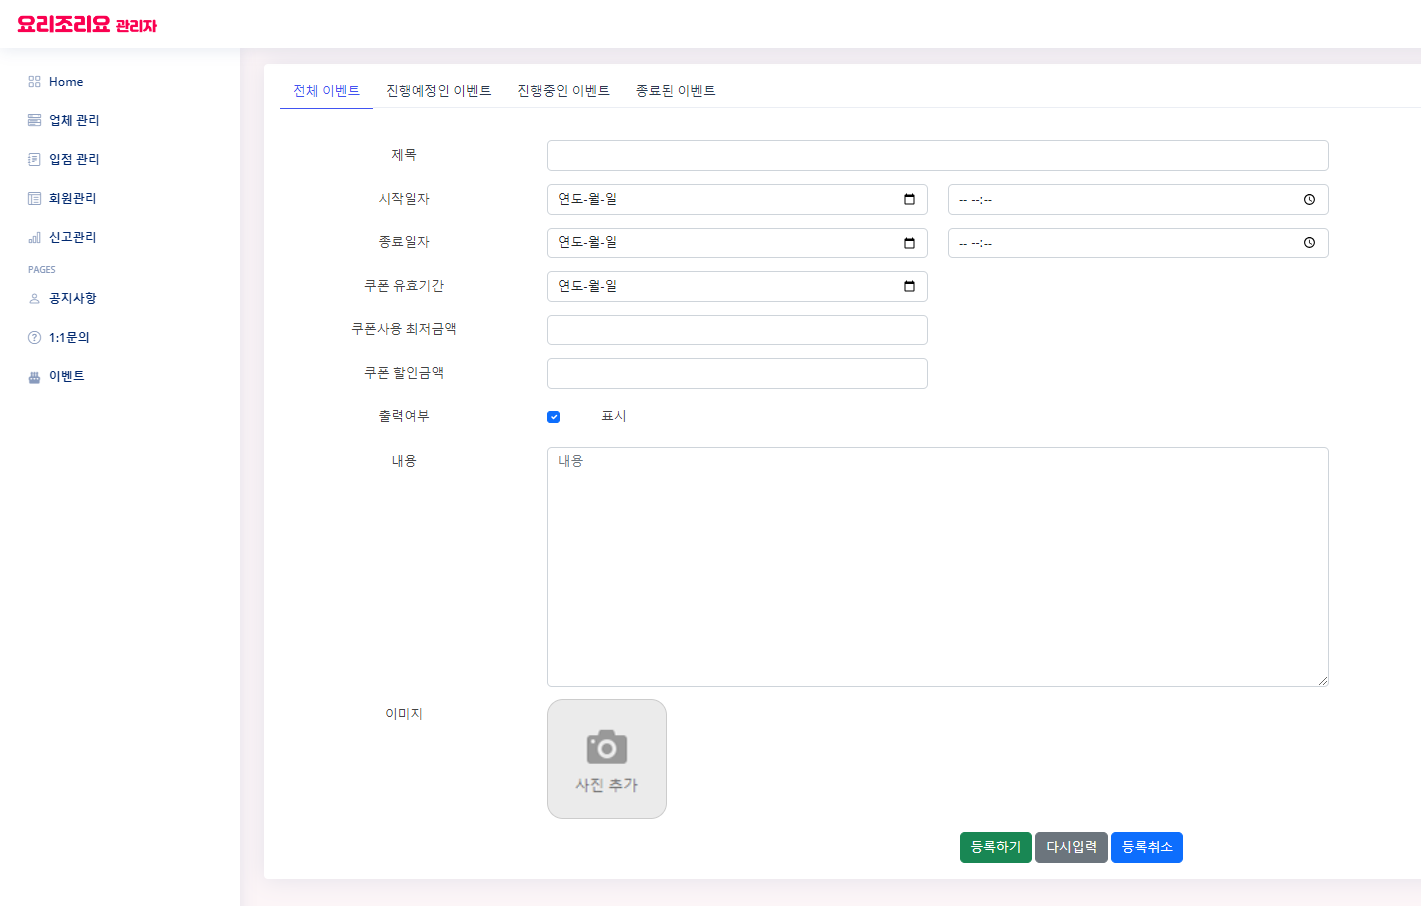 요리조리요 관리자
Home
업체 관리
입점 관리
회원관리
신고관리
PAGES
공지사항
1:1문의
이벤트
전체 이벤트 진행예정인 이벤트 진행중인 이벤트 종료된 이벤트
제목
시작일자 연도-월-일 -- --:--
종료일자 연도-월-일 -- --:--
쿠폰 유효기간 연도-월-일
쿠폰사용 최저금액
쿠폰 할인금액
출력여부 표시
내용 내용
이미지
사진 추가
등록하기 다시입력 등록취소